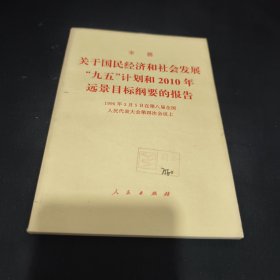 李鹏
关于国民经济和社会发展
“九五”计划和2010年
远景目标纲要的报告
1996年3月5日在第八届全国
人民代表大会第四次会议上
人民出版社